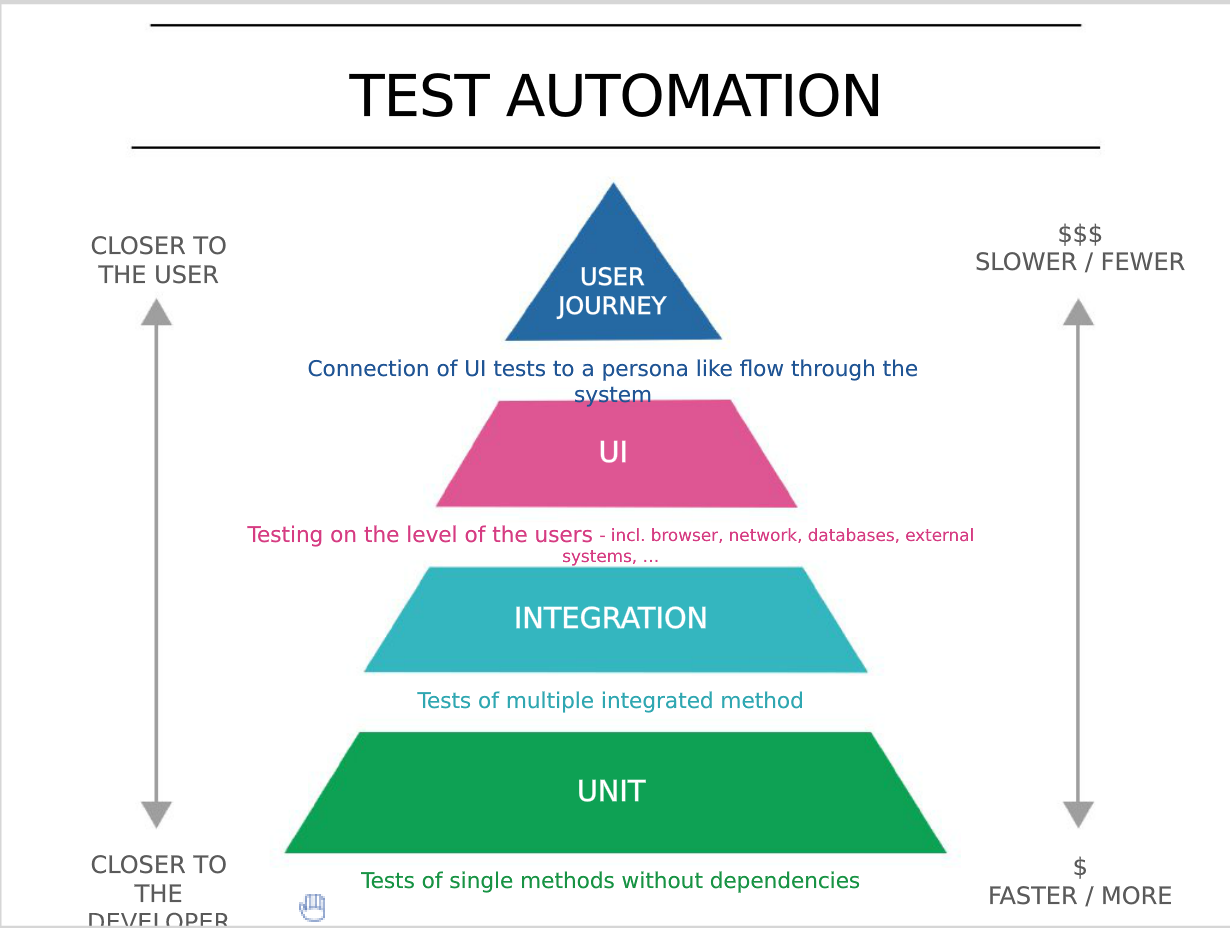 TEST AUTOMATION
CLOSER TO
THE USER
$$$
SLOWER / FEWER
USER
JOURNEY
Connection of UI tests to a persona like flow through the
system
UI
Testing on the level of the users - incl. browser, network, databases, external
systems, ...
INTEGRATION
Tests of multiple integrated method
UNIT
Tests of single methods without dependencies
CLOSER TO
THE
DEVELOPER
$
FASTER / MORE